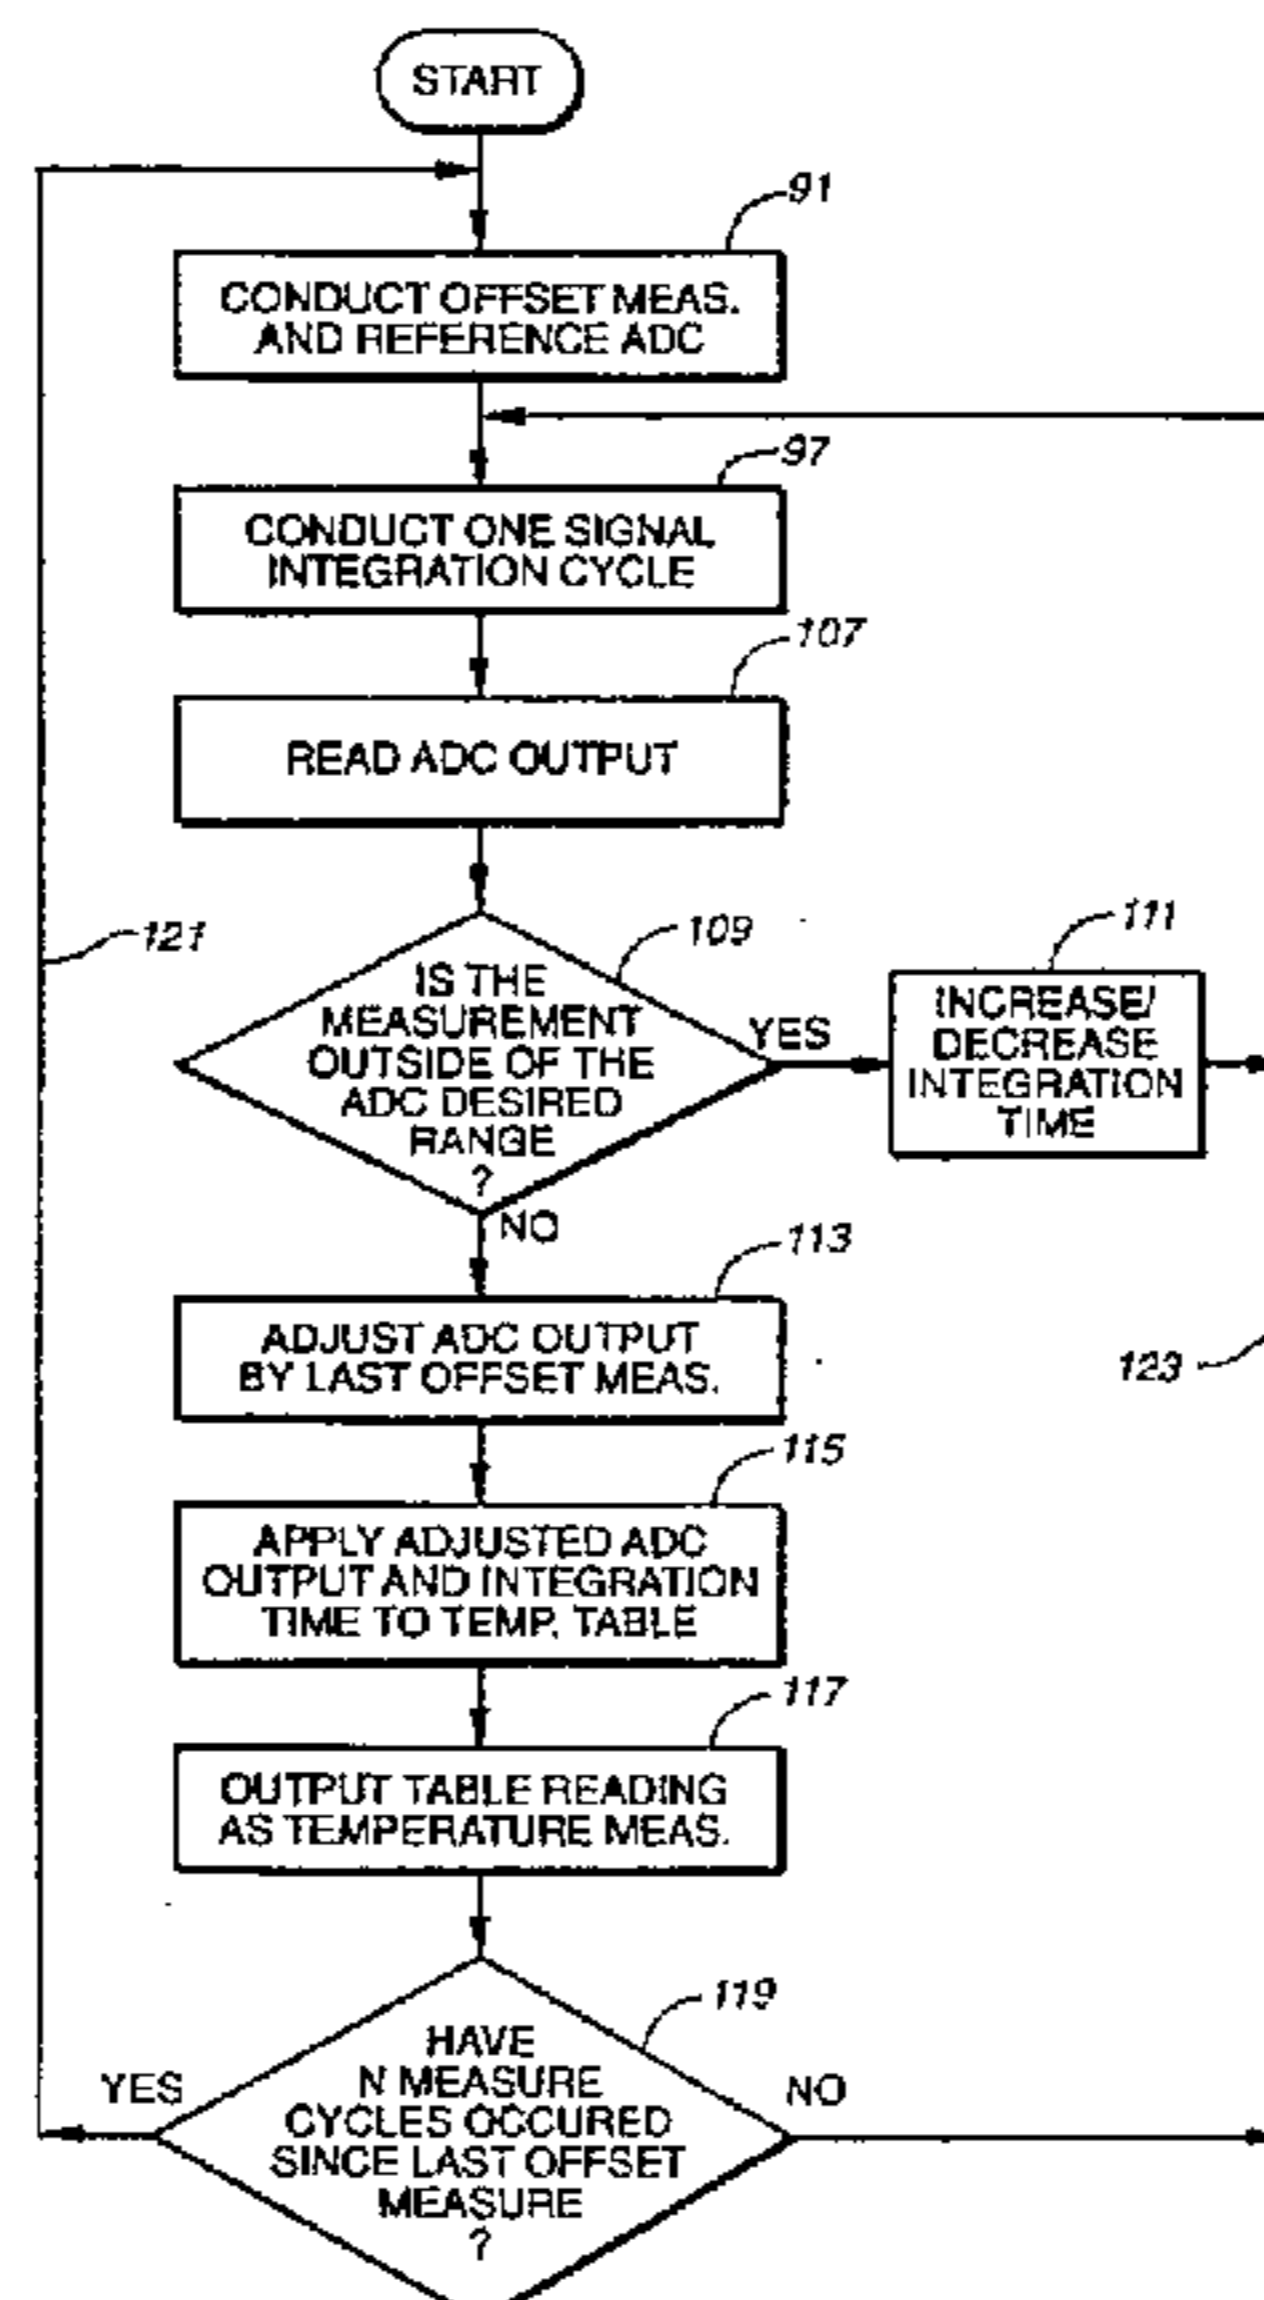 START
91
CONDUCT OFFSET MEAS.
AND REFERENCE ADC
97
CONDUCT ONE SIGNAL
INTEGRATION CYCLE
107
READ ADC OUTPUT
121
109
111
IS THE
MEASUREMENT
OUTSIDE OF THE
ADC DESIRED
RANGE
?
YES
INCREASE/
DECREASE
INTEGRATION
TIME
NO
113
ADJUST ADC OUTPUT
BY LAST OFFSET MEAS.
123
115
APPLY ADJUSTED ADC
OUTPUT AND INTEGRATION
TIME TO TEMP. TABLE
117
OUTPUT TABLE READING
AS TEMPERATURE MEAS.
119
HAVE
N MEASURE
CYCLES OCCURED
SINCE LAST OFFSET
MEASURE
?
YES
NO